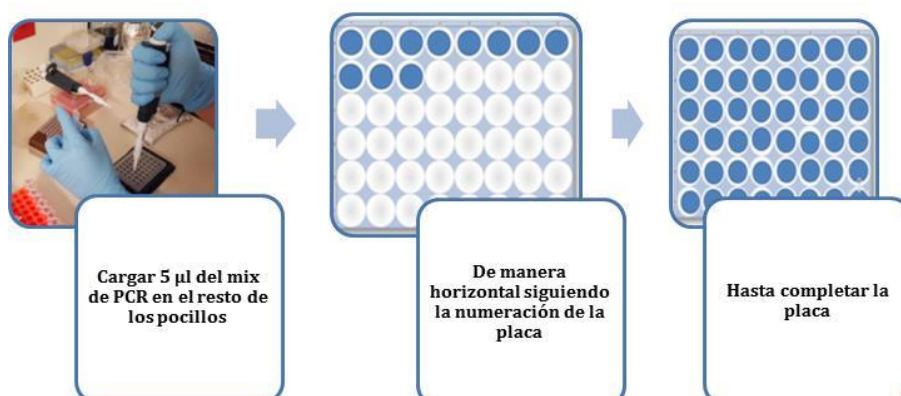 Cargar 5 µl del mix
de PCR en el resto de
los pocillos
De manera
horizontal siguiendo
la numeración de la
placa
Hasta completar la
placa